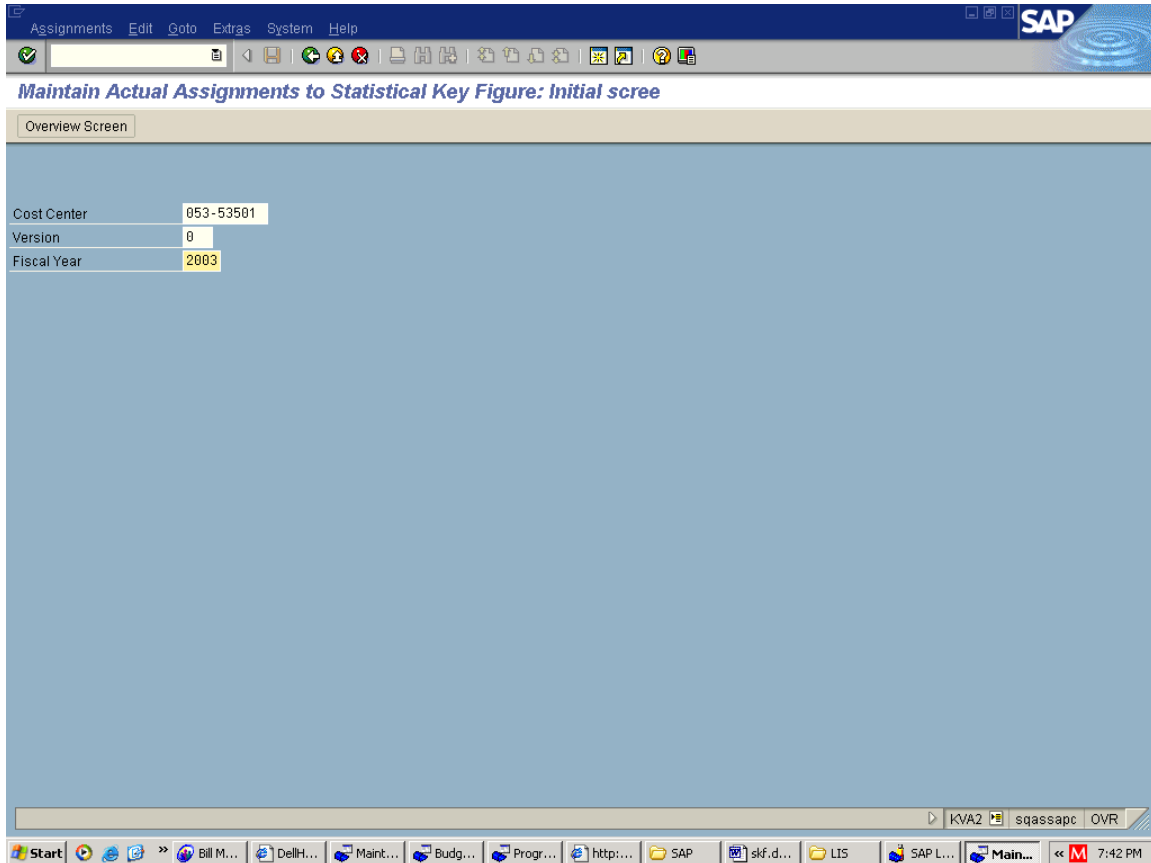 Assignments Edit Goto Extras System Help
SAP
Maintain Actual Assignments to Statistical Key Figure: Initial scree
Overview Screen
Cost Center 053-53501
Version 0
Fiscal Year 2003
KVA2 sqassapc OVR
Start » Bill M... DellH... Maint... Budg... Progr... http:... SAP skf.d... LIS SAP L... Main... « M 7:42 PM